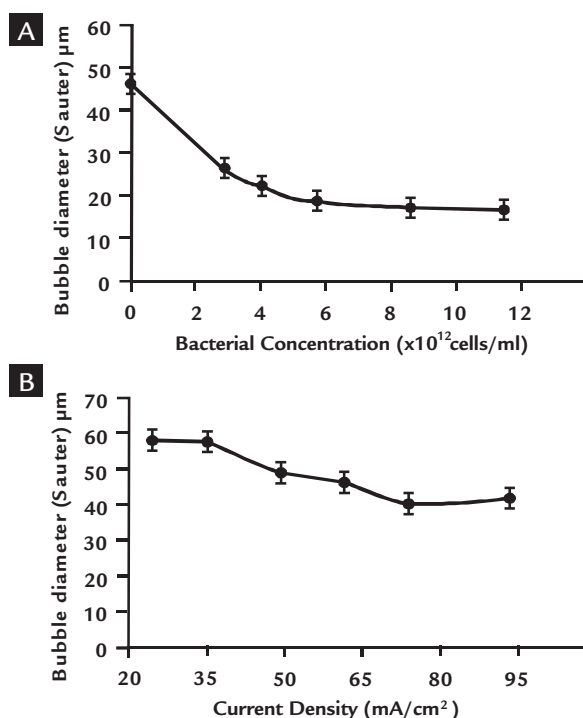 A
Bubble diameter (Sauter) µm
60
50
40
30
20
10
0
0 2 4 6 8 10 12
Bacterial Concentration (x10¹²cells/ml)
B
Bubble diameter (Sauter) µm
70
60
50
40
30
20
10
0
20 35 50 65 80 95
Current Density (mA/cm²)